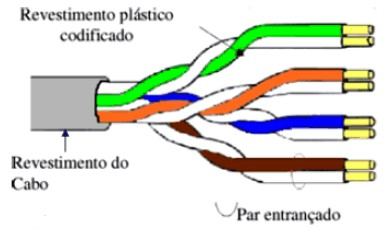 Revestimento plástico
codificado
Revestimento do
Cabo
Par entrançado